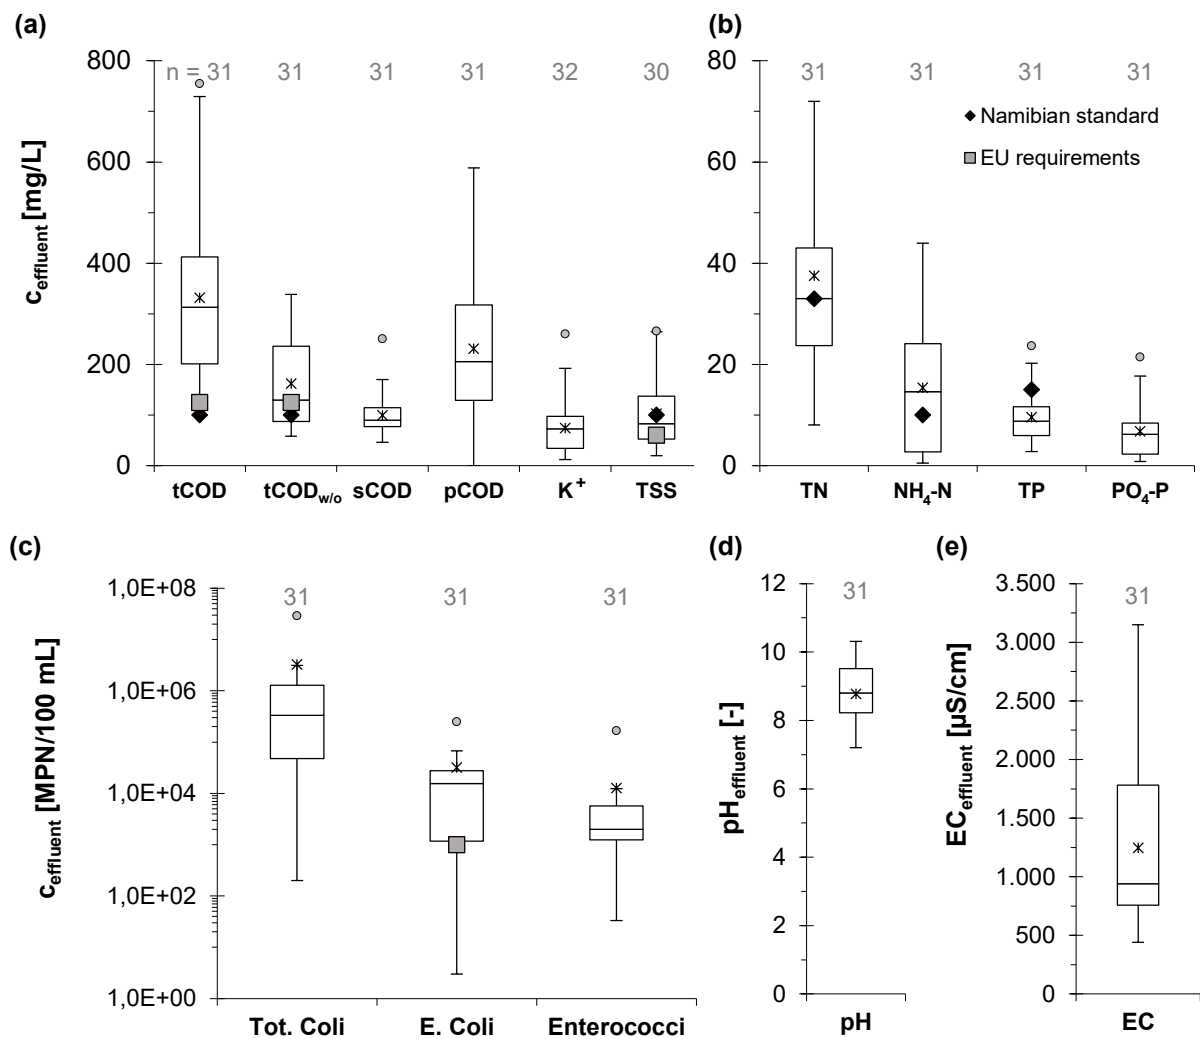 (a)
n = 31 31 31 31 32 30
c_effluent [mg/L]
800
600
400
200
0
tCOD tCOD_w/o sCOD pCOD K⁺ TSS
(b)
31 31 31 31
80
60
40
20
0
Namibian standard
EU requirements
TN NH₄-N TP PO₄-P
(c)
31 31 31
c_effluent [MPN/100 mL]
1,0E+08
1,0E+06
1,0E+04
1,0E+02
1,0E+00
Tot. Coli E. Coli Enterococci
(d)
31
pH_effluent [-]
12
10
8
6
4
2
0
pH
(e)
31
EC_effluent [µS/cm]
3.500
3.000
2.500
2.000
1.500
1.000
500
0
EC